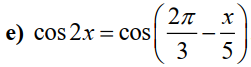 e) cos 2x = cos(2π/3 − x/5)